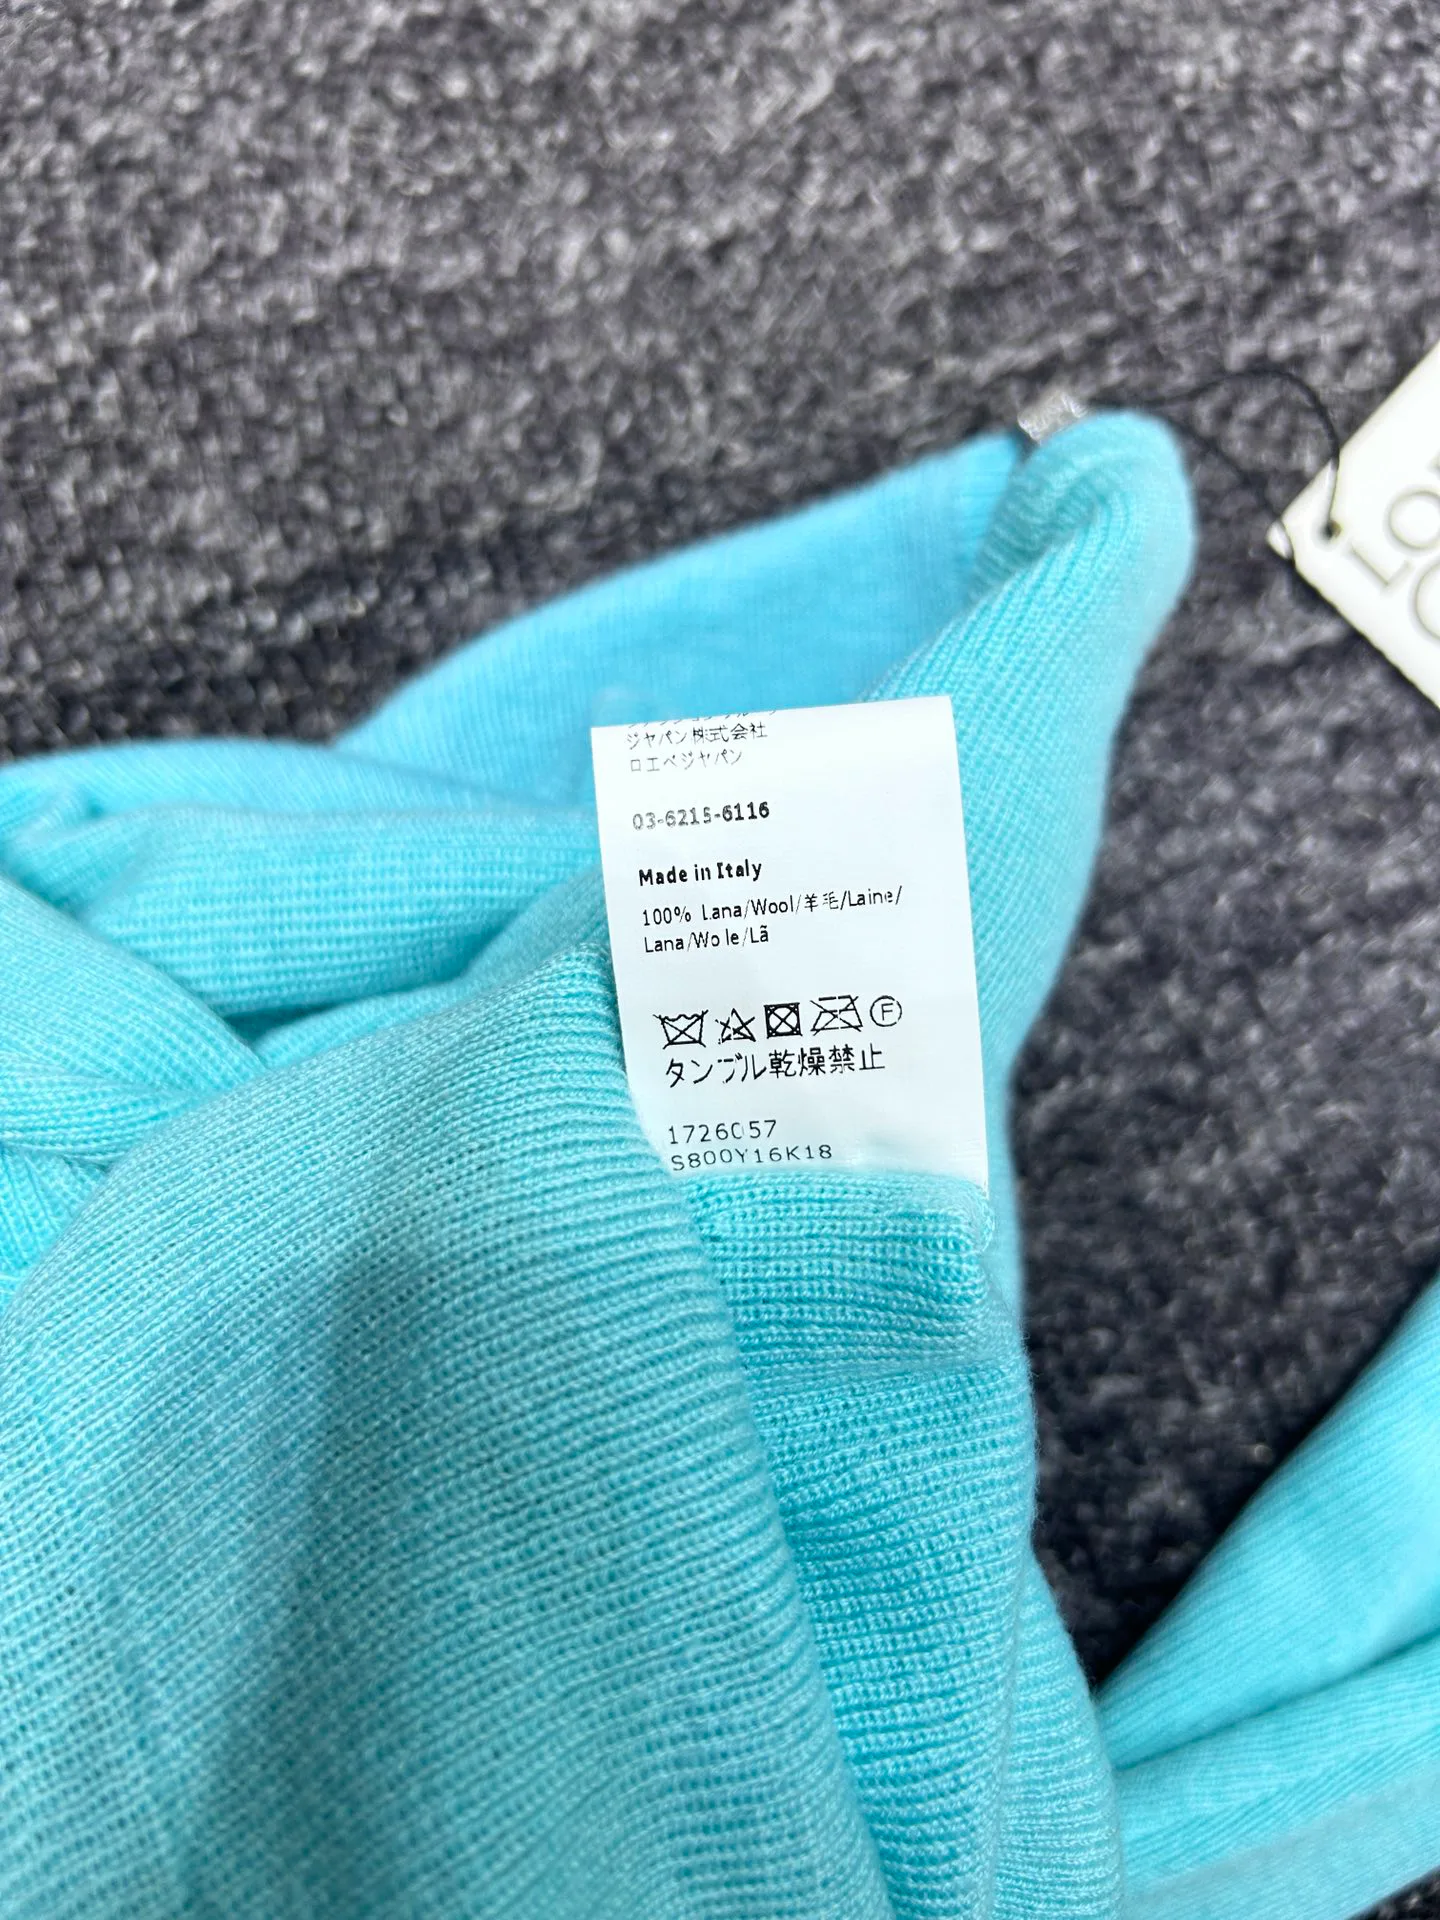 ジャパン株式会社
ロエベジャパン
03-6215-6116
Made in Italy
100% Lana/Wool/羊毛/Laine/
Lana/Wolle/Lã
Ⓕ
タンブル乾燥禁止
1726057
S800Y16K18
LO